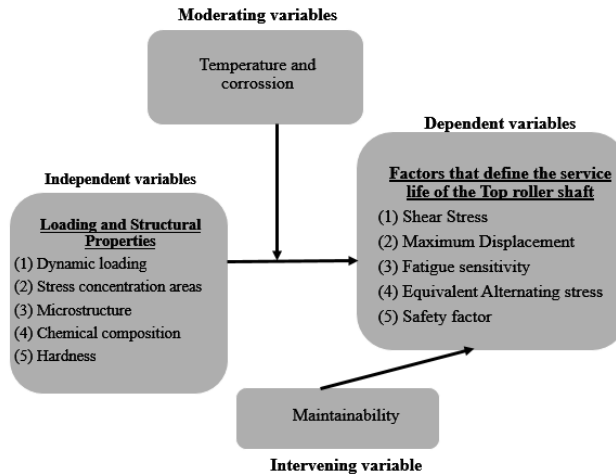 Moderating variables
Temperature and
corrossion
Dependent variables
Factors that define the service
life of the Top roller shaft
(1) Shear Stress
(2) Maximum Displacement
(3) Fatigue sensitivity
(4) Equivalent Alternating stress
(5) Safety factor
Independent variables
Loading and Structural
Properties
(1) Dynamic loading
(2) Stress concentration areas
(3) Microstructure
(4) Chemical composition
(5) Hardness
Maintainability
Intervening variable